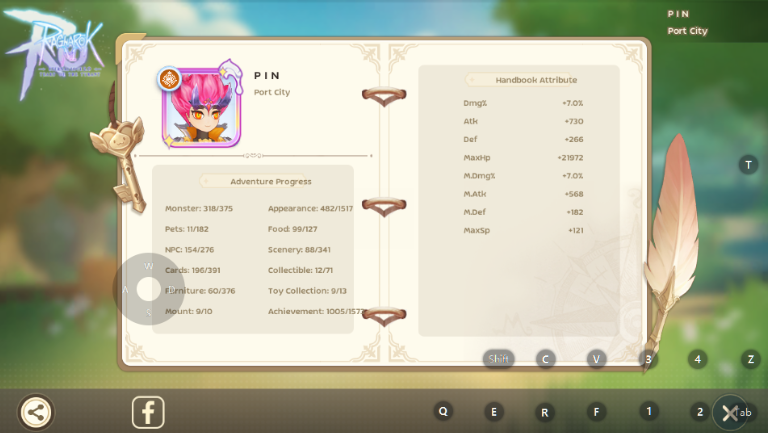 RAGNAROK
P I N
Port City
P I N
Port City
Adventure Progress
Monster: 318/375
Appearance: 482/1517
Pets: 11/182
Food: 99/127
NPC: 154/276
Scenery: 88/341
Cards: 196/391
Collectible: 12/71
Furniture: 60/376
Toy Collection: 9/13
Mount: 9/10
Achievement: 1005/157
Handbook Attribute
Dmg% +7.0%
Atk +730
Def +266
MaxHp +21972
M.Dmg% +7.0%
M.Atk +568
M.Def +182
MaxSp +121
T
W
A
S
Shift
C
V
3
4
Z
Q
E
R
F
1
2
Tab